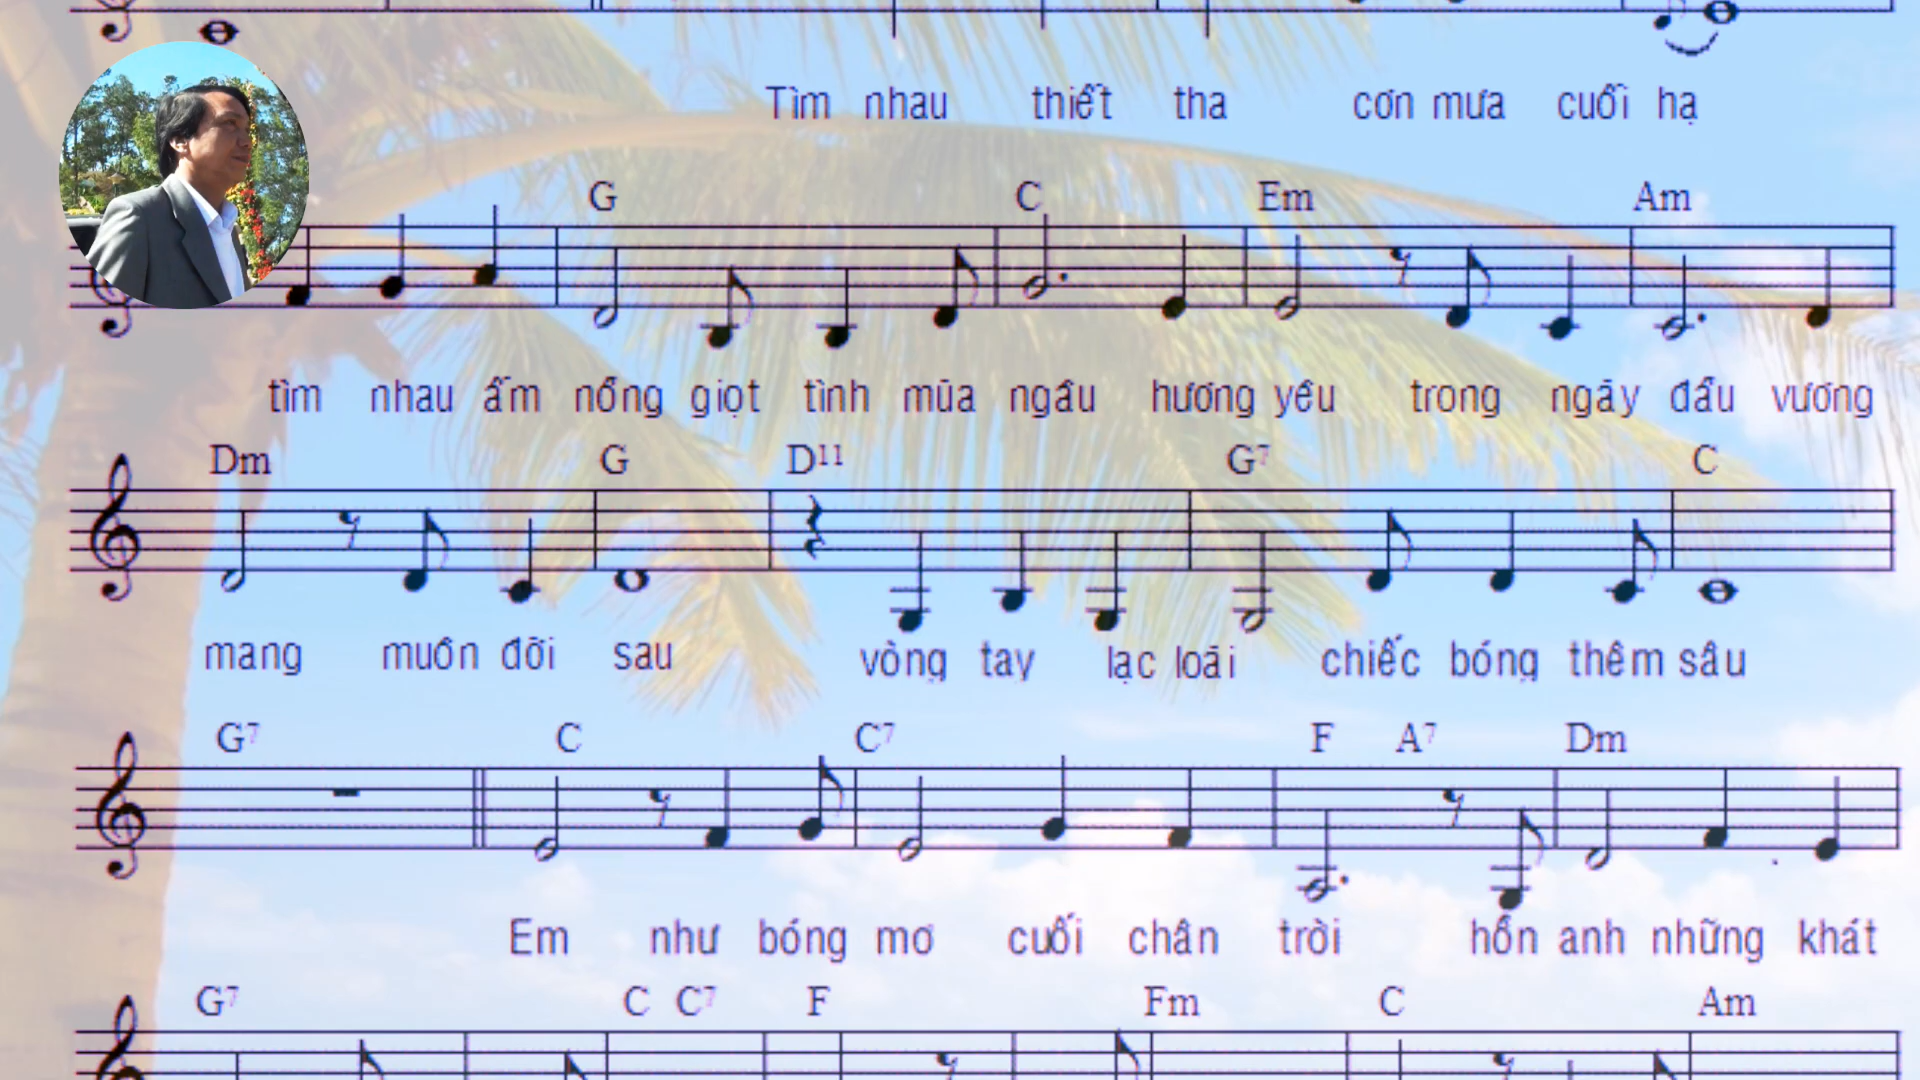 Tìm nhau thiết tha cơn mưa cuối hạ
G C Em Am
tìm nhau ấm nồng giọt tình mùa ngâu hương yêu trong ngày dấu vương
Dm G D11 G7 C
mang muôn đời sau vòng tay lạc loài chiếc bóng thêm sâu
G7 C C7 F A7 Dm
Em như bóng mơ cuối chân trời hồn anh những khát
G7 C C7 F Fm C Am